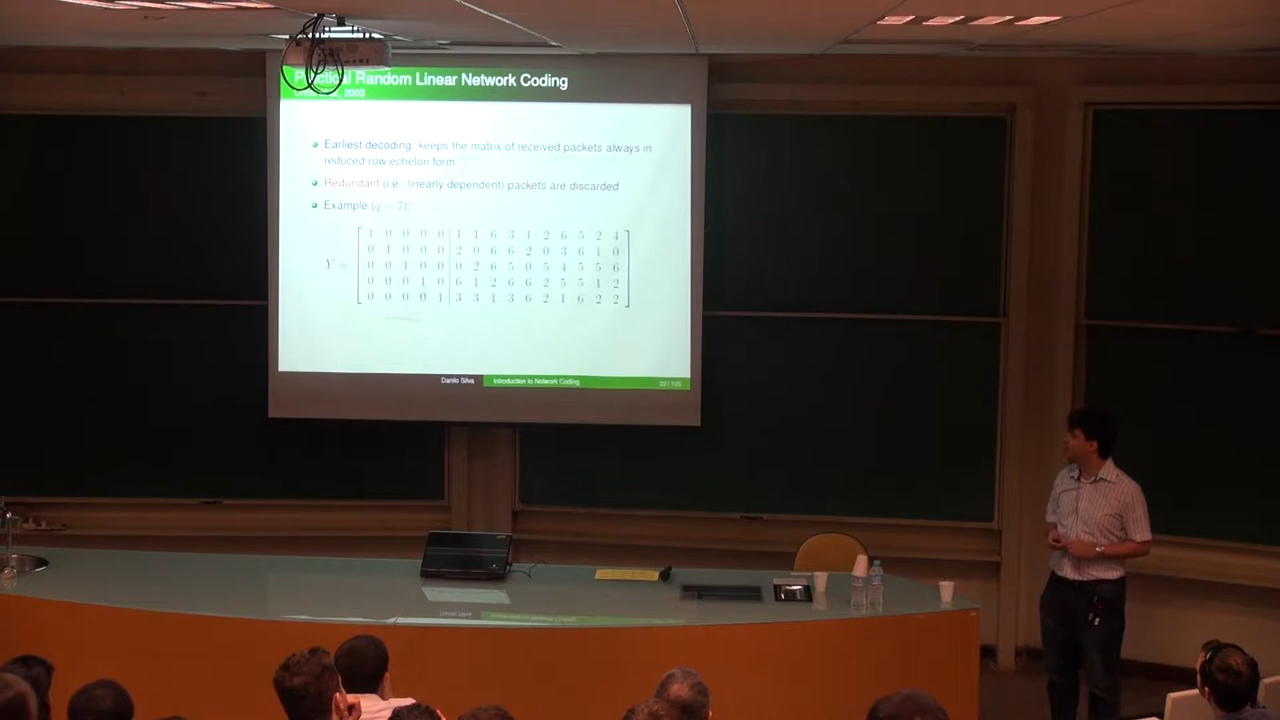 Practical Random Linear Network Coding
2003
Earliest decoding: keeps the matrix of received packets always in
reduced row echelon form
Redundant (i.e., linearly dependent) packets are discarded
Example (q = 7):
Y =
1 0 0 0 0 1 1 6 3 1 2 6 5 2 4
0 1 0 0 0 2 0 6 6 2 0 3 6 1 0
0 0 1 0 0 0 2 6 5 0 5 4 5 5 6
0 0 0 1 0 6 1 2 6 6 2 5 5 1 2
0 0 0 0 1 3 3 1 3 6 2 1 6 2 2
Danilo Silva Introduction to Network Coding 22 / 105